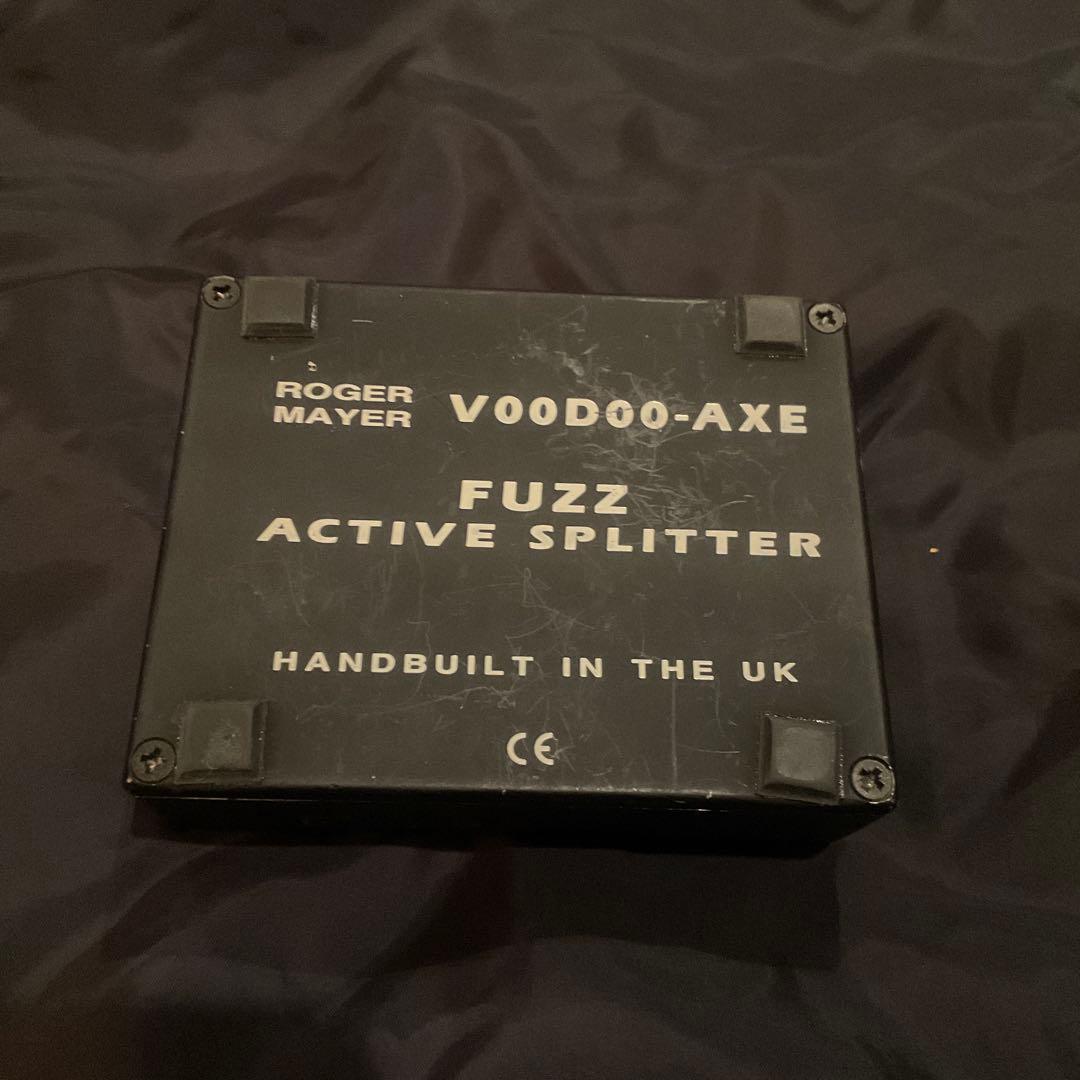 ROGER MAYER V00D00-AXE
FUZZ
ACTIVE SPLITTER
HANDBUILT IN THE UK
CE